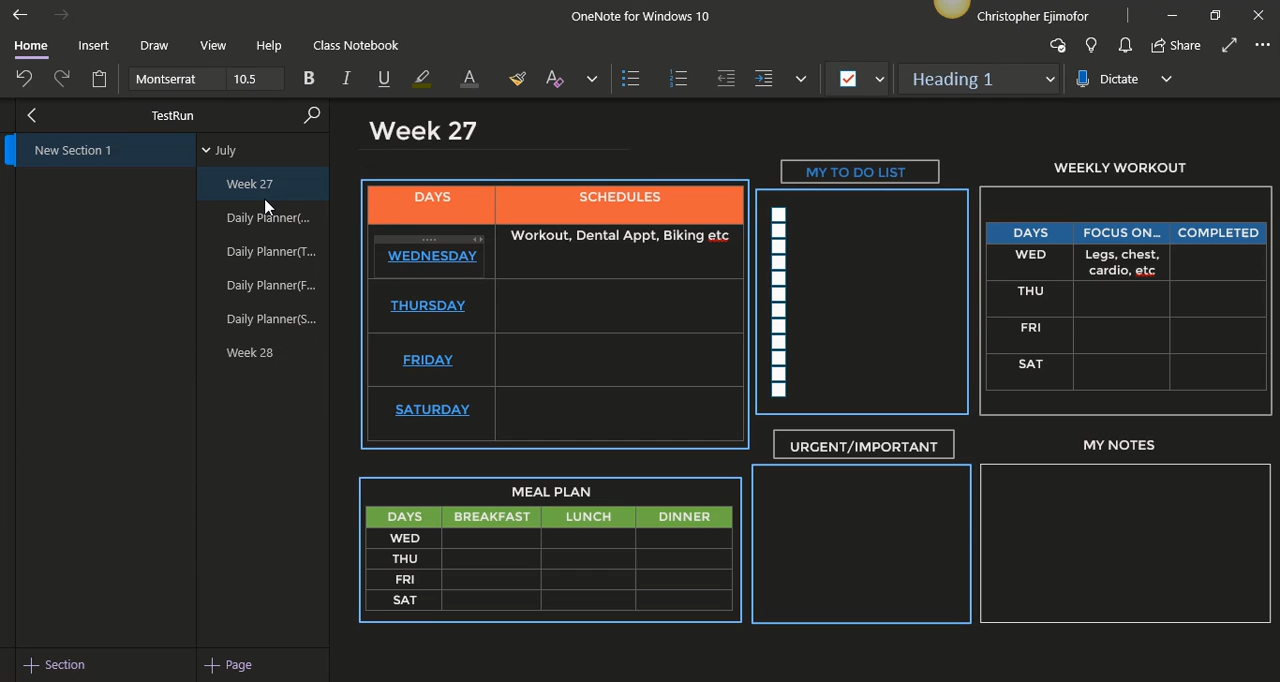 OneNote for Windows 10
Christopher Ejimofor
Home Insert Draw View Help Class Notebook
Share
Montserrat 10.5
B I U A A
Heading 1
Dictate
TestRun
New Section 1
July
Week 27
Daily Planner(...
Daily Planner(T...
Daily Planner(F...
Daily Planner(S...
Week 28
Section
Page
Week 27
DAYS SCHEDULES
WEDNESDAY Workout, Dental Appt, Biking etc
THURSDAY
FRIDAY
SATURDAY
MY TO DO LIST
WEEKLY WORKOUT
DAYS FOCUS ON... COMPLETED
WED Legs, chest,
cardio, etc
THU
FRI
SAT
MEAL PLAN
DAYS BREAKFAST LUNCH DINNER
WED
THU
FRI
SAT
URGENT/IMPORTANT
MY NOTES